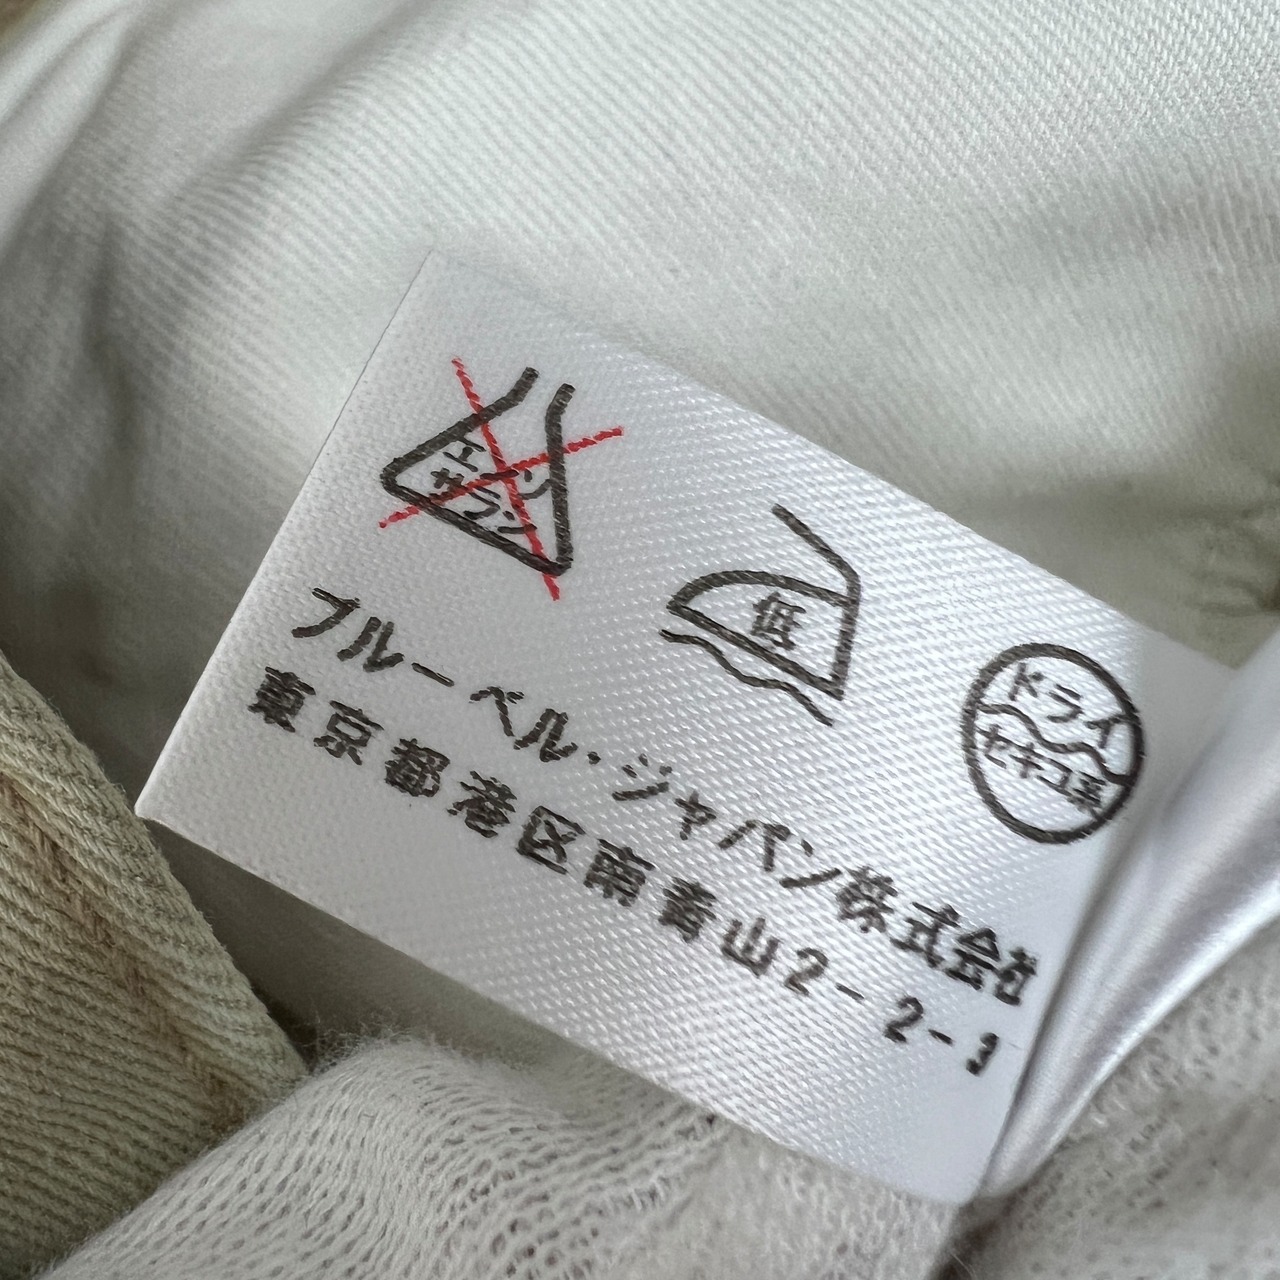 エンソ
サラシ
低
ドライ
セキユ系
ブルーベル・ジャパン株式会社
東京都港区南青山2-2-3